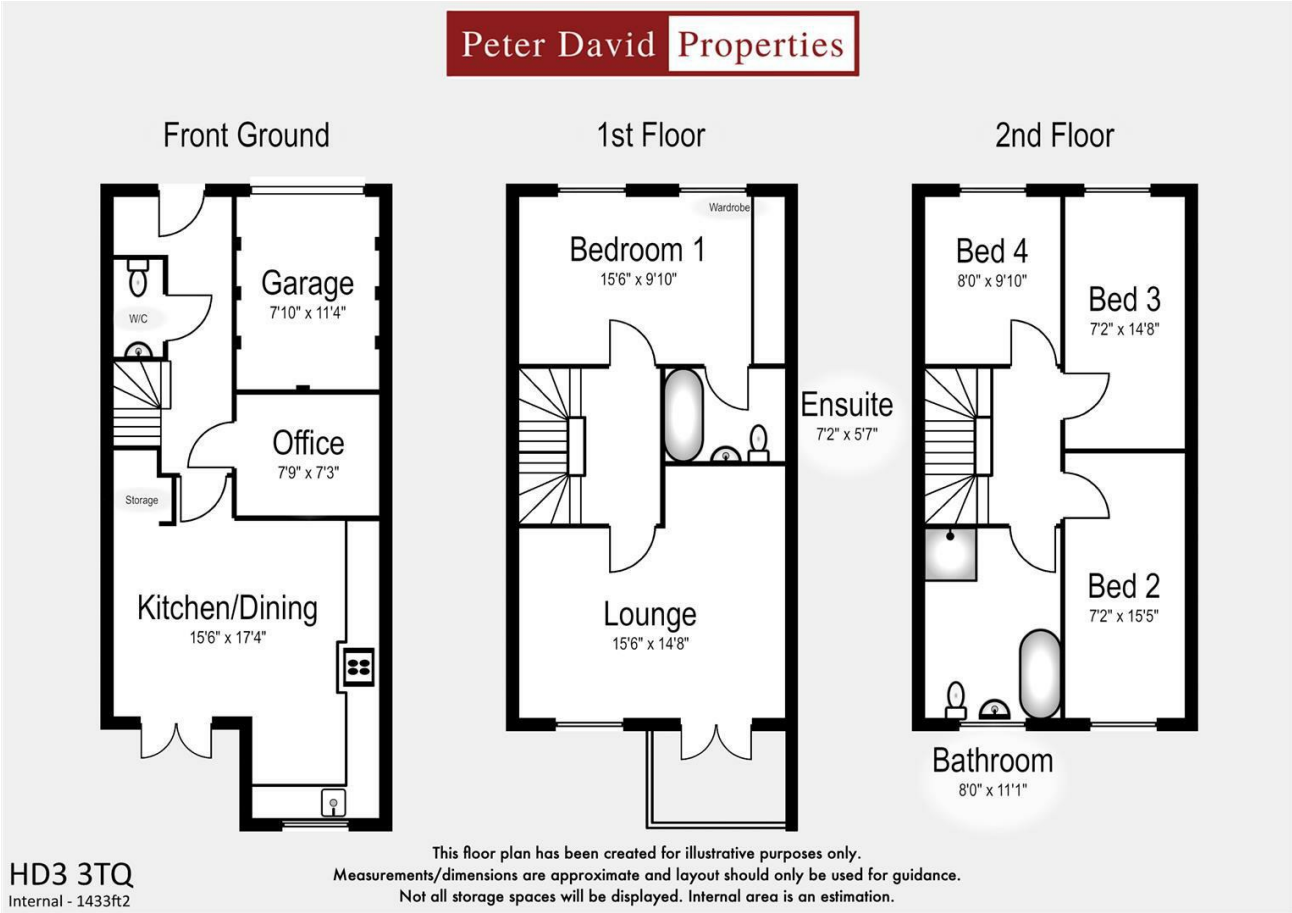 Peter David Properties
Front Ground
1st Floor
2nd Floor
Garage
7'10" x 11'4"
W/C
Office
7'9" x 7'3"
Storage
Kitchen/Dining
15'6" x 17'4"
Wardrobe
Bedroom 1
15'6" x 9'10"
Ensuite
7'2" x 5'7"
Lounge
15'6" x 14'8"
Bed 4
8'0" x 9'10"
Bed 3
7'2" x 14'8"
Bed 2
7'2" x 15'5"
Bathroom
8'0" x 11'1"
HD3 3TQ
Internal - 1433ft2
This floor plan has been created for illustrative purposes only.
Measurements/dimensions are approximate and layout should only be used for guidance.
Not all storage spaces will be displayed. Internal area is an estimation.